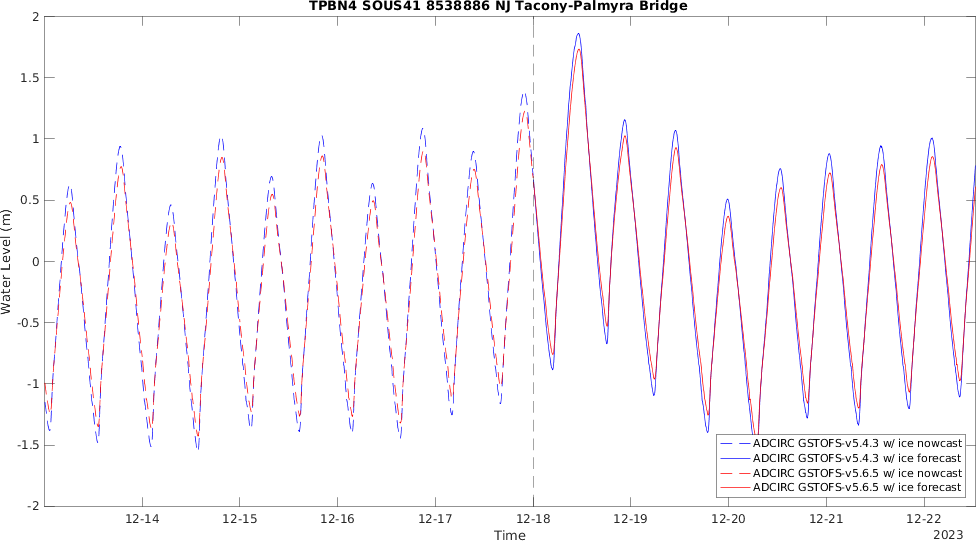 TPBN4 SOUS41 8538886 NJ Tacony-Palmyra Bridge
2
1.5
1
0.5
0
-0.5
-1
-1.5
-2
Water Level (m)
12-14
12-15
12-16
12-17
12-18
12-19
12-20
12-21
12-22
Time
2023
ADCIRC GSTOFS-v5.4.3 w/ ice nowcast
ADCIRC GSTOFS-v5.4.3 w/ ice forecast
ADCIRC GSTOFS-v5.6.5 w/ ice nowcast
ADCIRC GSTOFS-v5.6.5 w/ ice forecast